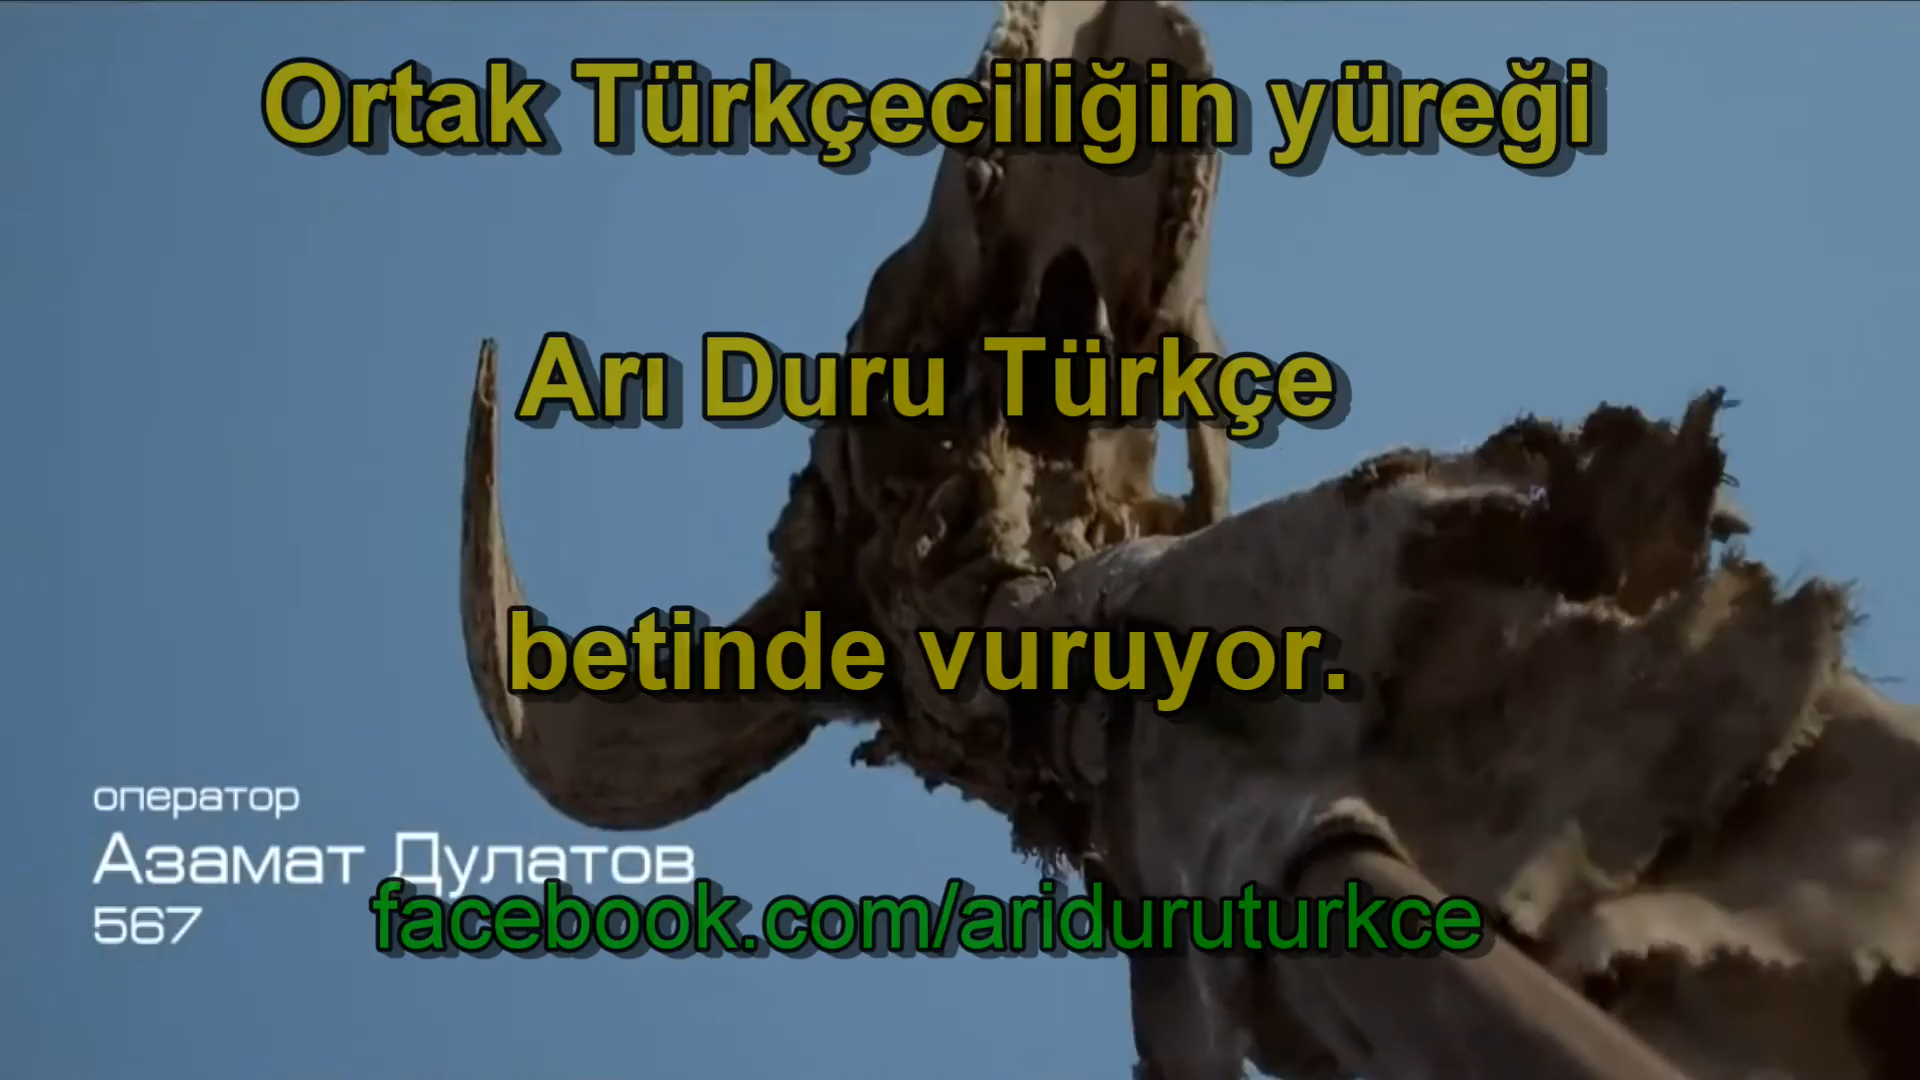 Ortak Türkçeciliğin yüreği
Arı Duru Türkçe
betinde vuruyor.
оператор
Азамат Дулатов
567
facebook.com/ariduruturkce